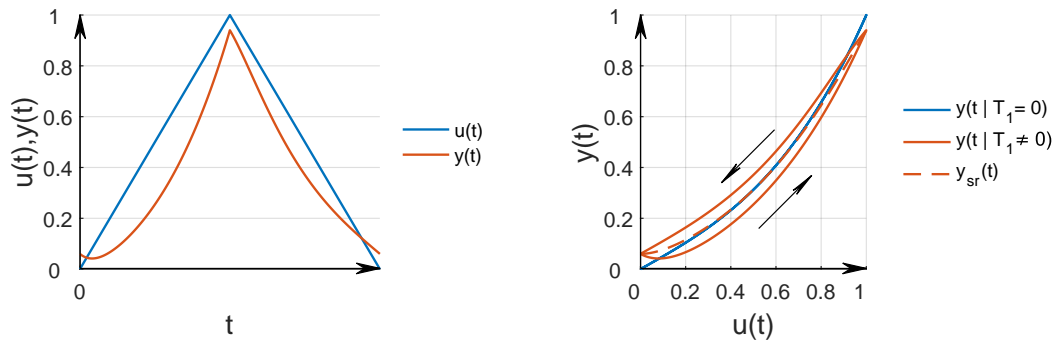 u(t),y(t)
1
0.8
0.6
0.4
0.2
0
0
t
u(t)
y(t)
y(t)
1
0.8
0.6
0.4
0.2
0
0 0.2 0.4 0.6 0.8 1
u(t)
y(t | T₁ = 0)
y(t | T₁ ≠ 0)
y_sr(t)